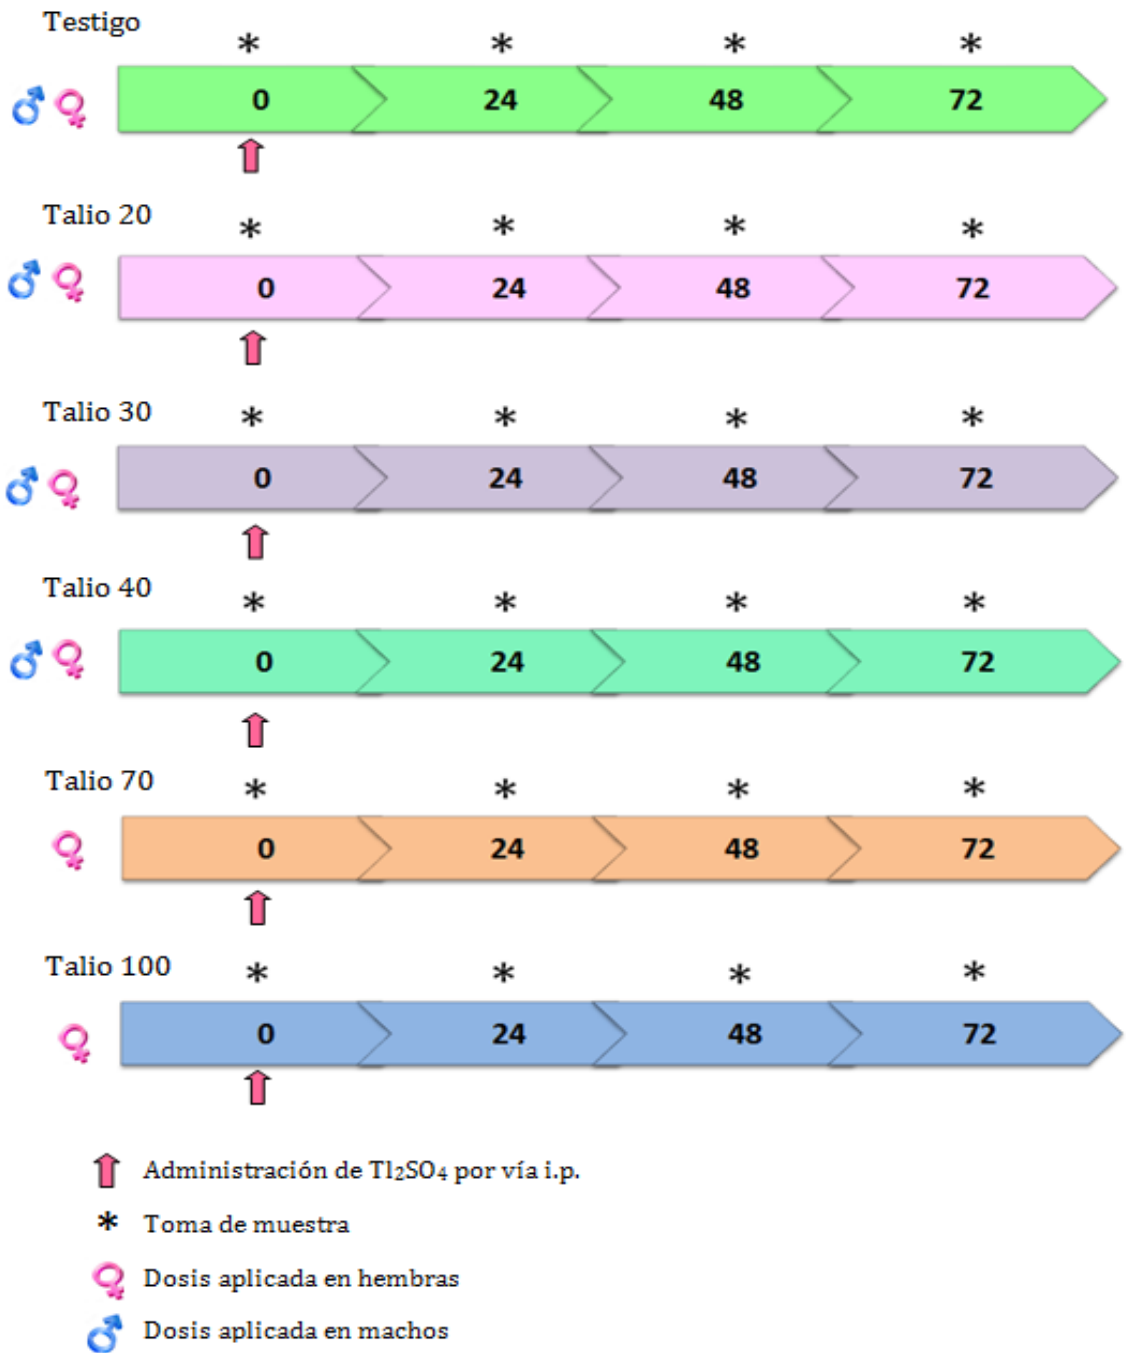 Testigo
* * * *
0 24 48 72
Talio 20
* * * *
0 24 48 72
Talio 30
* * * *
0 24 48 72
Talio 40
* * * *
0 24 48 72
Talio 70
* * * *
0 24 48 72
Talio 100
* * * *
0 24 48 72
Administración de Tl₂SO₄ por vía i.p.
* Toma de muestra
♀ Dosis aplicada en hembras
♂ Dosis aplicada en machos